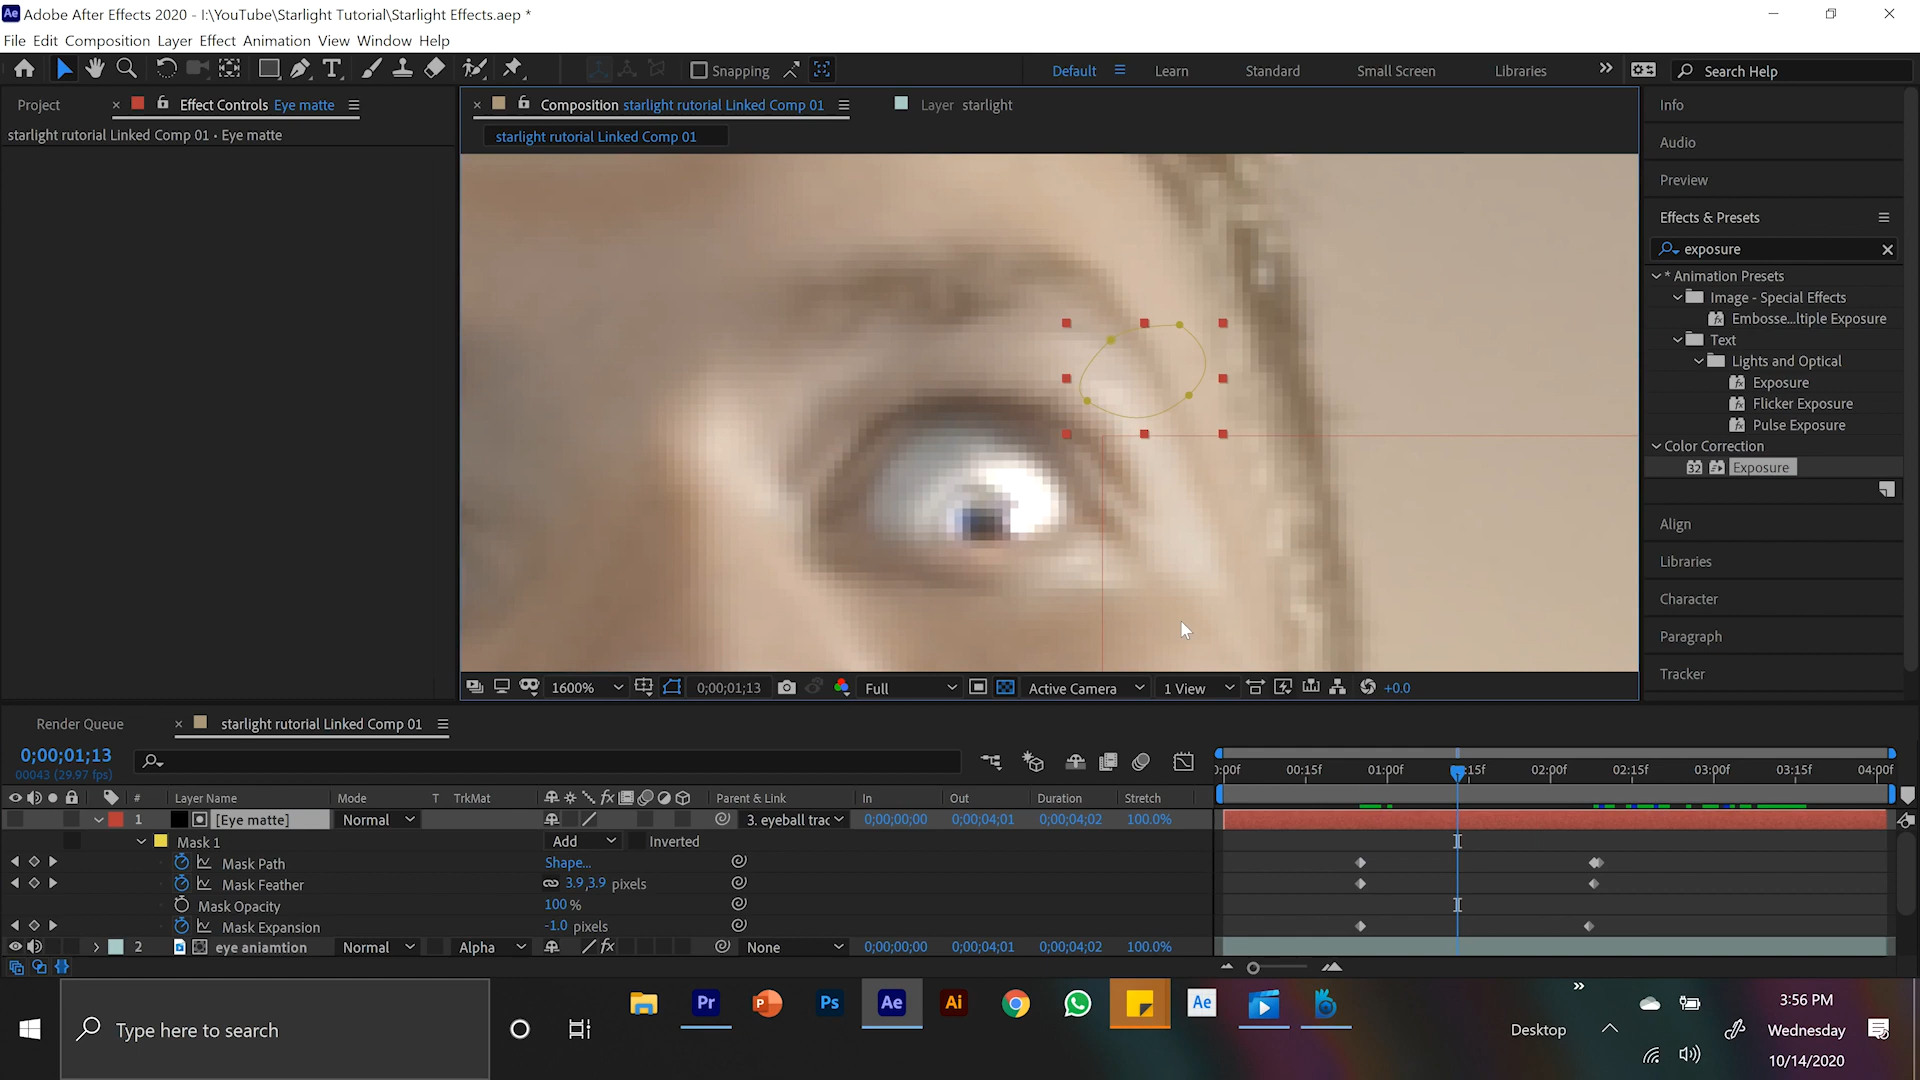 Adobe After Effects 2020 - I:\YouTube\Starlight Tutorial\Starlight Effects.aep *
File Edit Composition Layer Effect Animation View Window Help
Snapping
Default
Learn
Standard
Small Screen
Libraries
Search Help
Project
Effect Controls Eye matte
Composition starlight rutorial Linked Comp 01
Layer starlight
starlight rutorial Linked Comp 01 • Eye matte
starlight rutorial Linked Comp 01
Info
Audio
Preview
Effects & Presets
exposure
* Animation Presets
Image - Special Effects
Embosse...ltiple Exposure
Text
Lights and Optical
Exposure
Flicker Exposure
Pulse Exposure
Color Correction
32 Exposure
Align
Libraries
Character
Paragraph
Tracker
1600%
0;00;01;13
Full
Active Camera
1 View
+0.0
Render Queue
starlight rutorial Linked Comp 01
0;00;01;13
00043 (29.97 fps)
:00f 00:15f 01:00f 15f 02:00f 02:15f 03:00f 03:15f 04:00f
# Layer Name Mode T TrkMat Parent & Link In Out Duration Stretch
1 [Eye matte] Normal 3. eyeball trac 0;00;00;00 0;00;04;01 0;00;04;02 100.0%
Mask 1 Add Inverted
Mask Path Shape...
Mask Feather 3.9,3.9 pixels
Mask Opacity 100 %
Mask Expansion -1.0 pixels
2 eye aniamtion Normal Alpha None 0;00;00;00 0;00;04;01 0;00;04;02 100.0%
Type here to search
Pr
Ps
Ae
Ai
Ae
Desktop
3:56 PM
Wednesday
10/14/2020